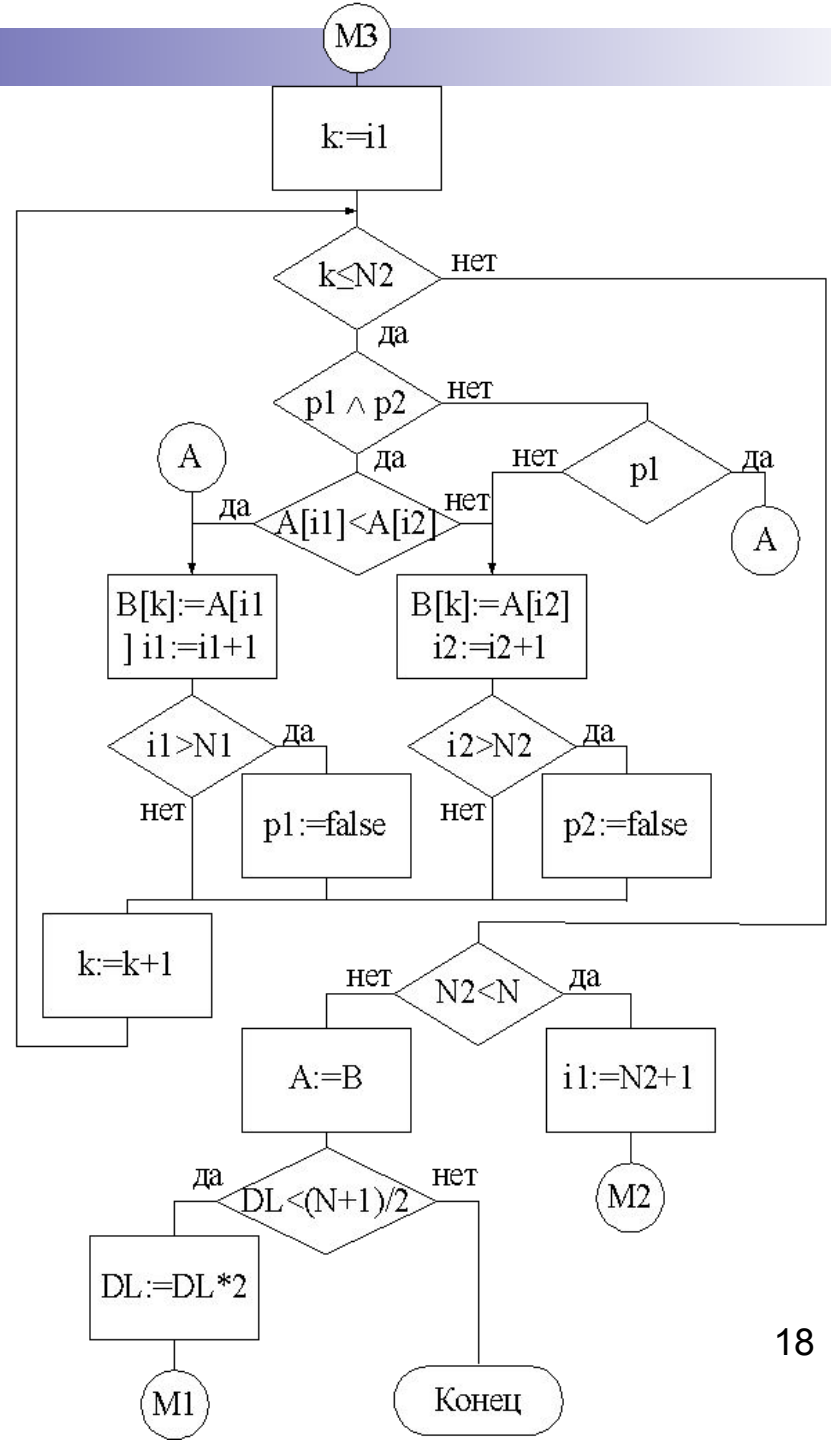 M3
k:=i1
k≤N2
нет
да
p1 ∧ p2
нет
A
да
нет
p1
да
да
A[i1]<A[i2]
нет
A
B[k]:=A[i1
] i1:=i1+1
B[k]:=A[i2]
i2:=i2+1
i1>N1
да
i2>N2
да
нет
p1:=false
нет
p2:=false
k:=k+1
нет
N2<N
да
A:=B
i1:=N2+1
да
DL<(N+1)/2
нет
M2
DL:=DL*2
18
M1
Конец